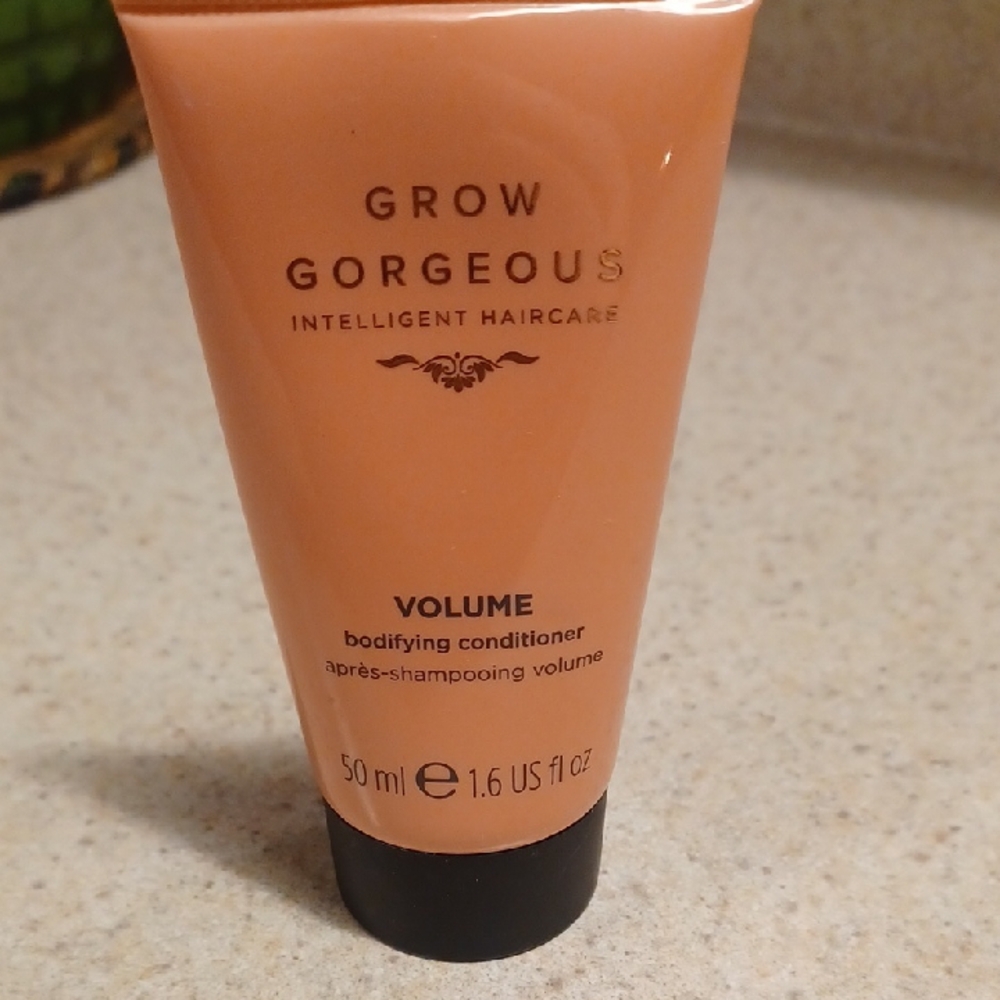 GROW
GORGEOUS
INTELLIGENT HAIRCARE
VOLUME
bodifying conditioner
après-shampooing volume
50 ml e 1.6 US fl oz